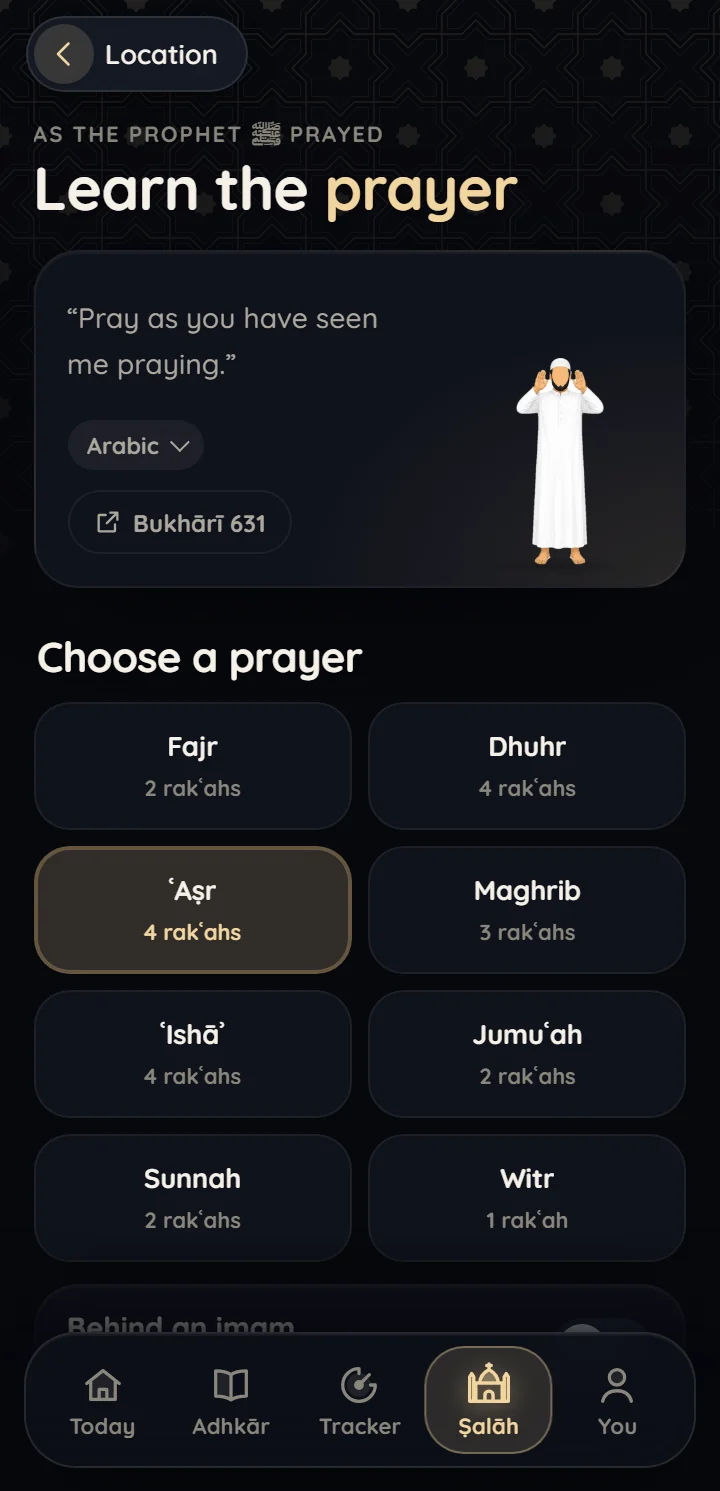 Location
AS THE PROPHET ﷺ PRAYED
Learn the prayer
“Pray as you have seen
me praying.”
Arabic
Bukhārī 631
Choose a prayer
Fajr
2 rakʿahs
Dhuhr
4 rakʿahs
ʿAṣr
4 rakʿahs
Maghrib
3 rakʿahs
ʿIshāʾ
4 rakʿahs
Jumuʿah
2 rakʿahs
Sunnah
2 rakʿahs
Witr
1 rakʿah
Behind an imam
Today
Adhkār
Tracker
Ṣalāh
You